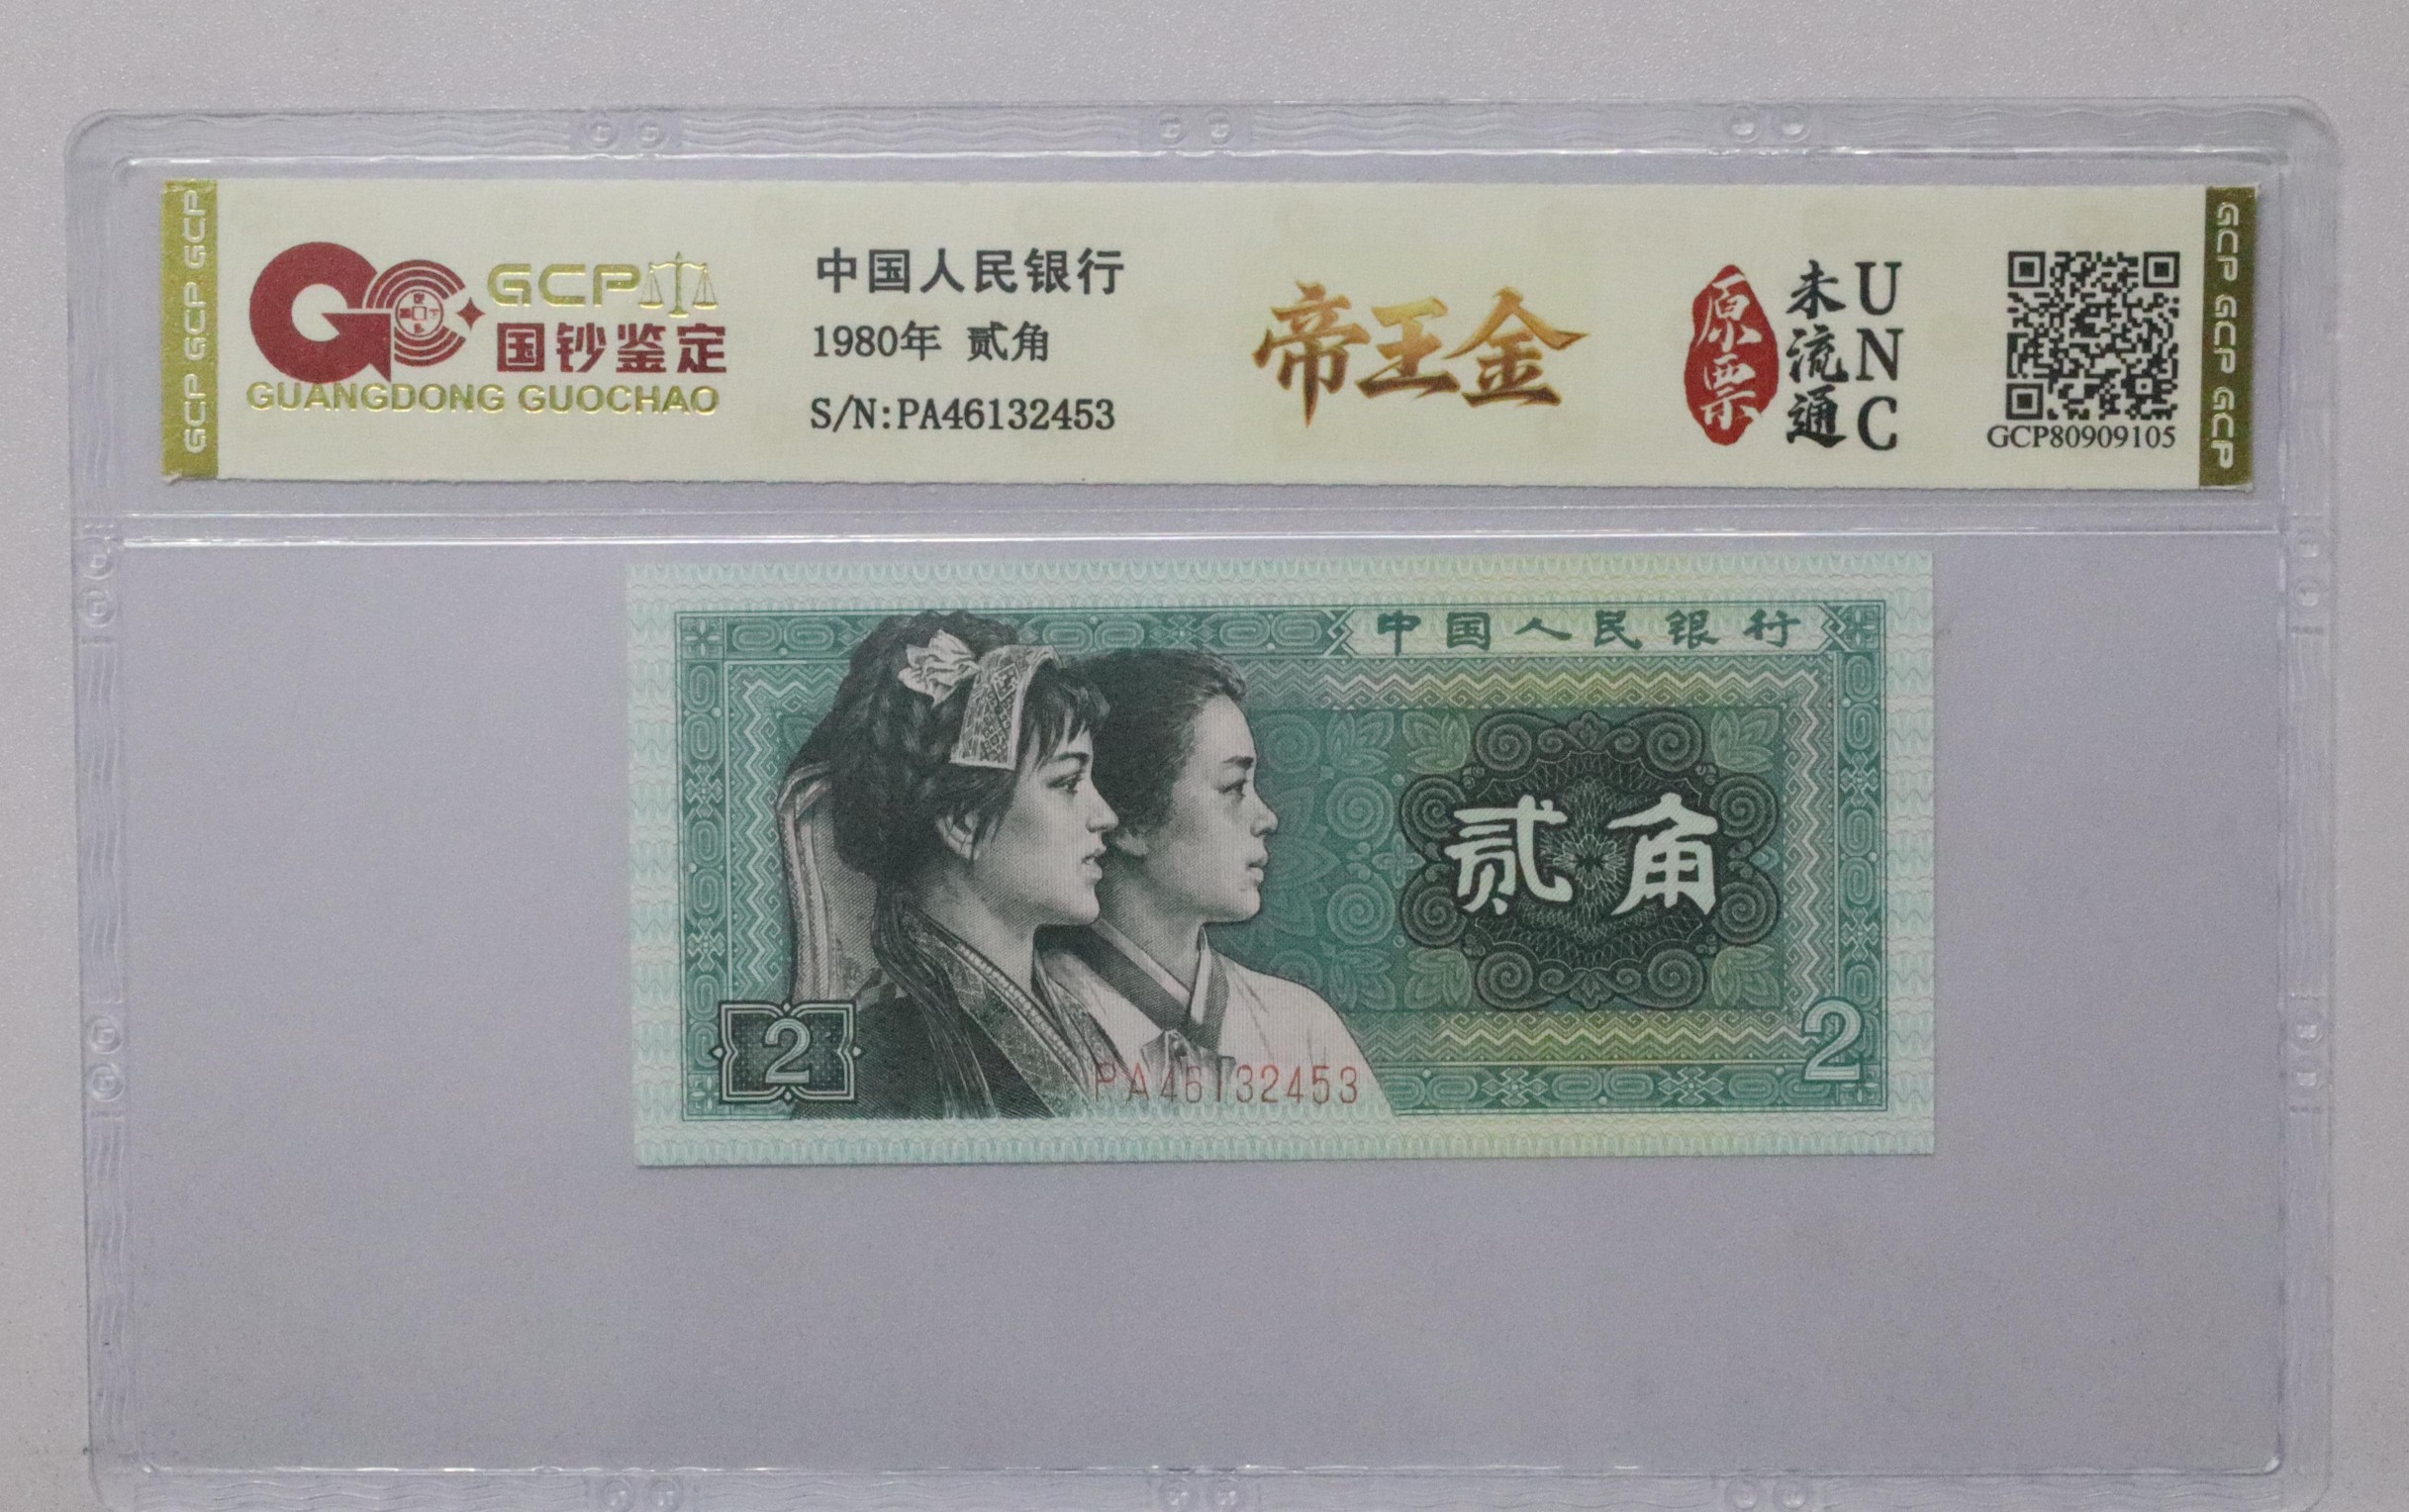 GCP GCP GCP
GCP
国钞鉴定
GUANGDONG GUOCHAO
中国人民银行
1980年 贰角
S/N:PA46132453
帝王金
原票
未流通
UNC
GCP80909105
GCP GCP GCP
中国人民银行
贰角
2
2
PA46132453